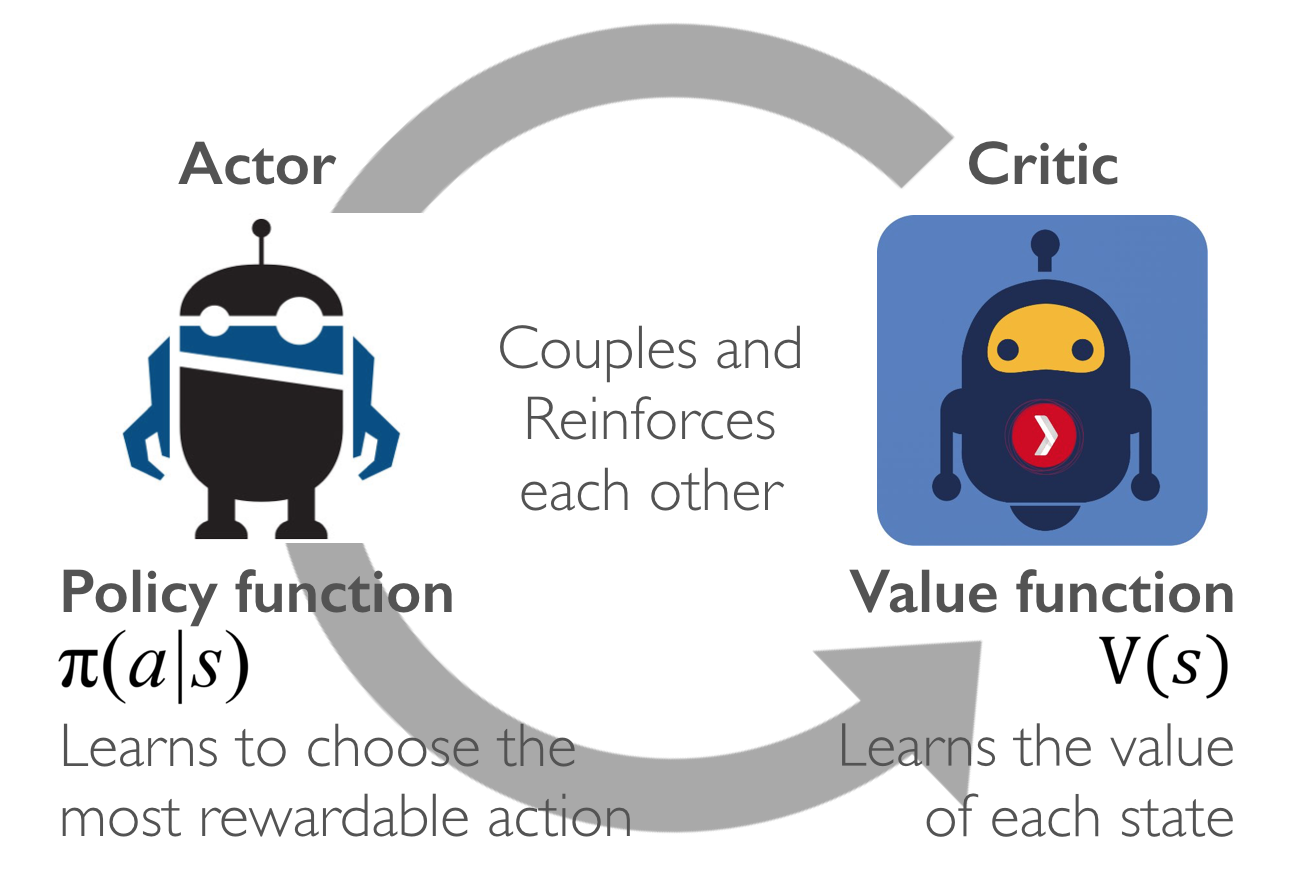 Actor
Critic
Couples and
Reinforces
each other
Policy function
π(a|s)
Learns to choose the
most rewardable action
Value function
V(s)
Learns the value
of each state